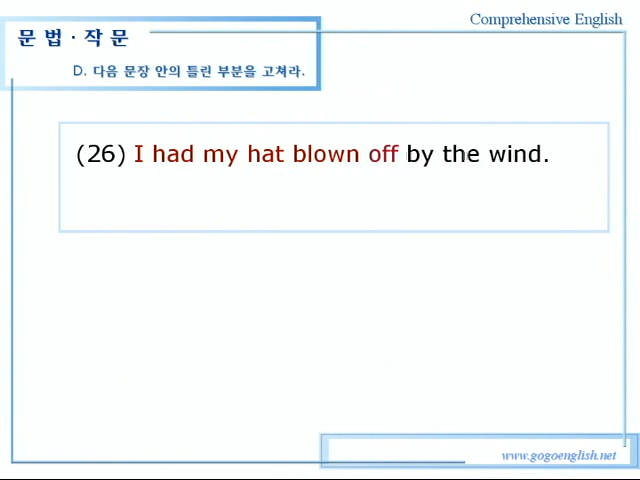 Comprehensive English
문 법 · 작 문
D. 다음 문장 안의 틀린 부분을 고쳐라.
(26) I had my hat blown off by the wind.
www.gogoenglish.net